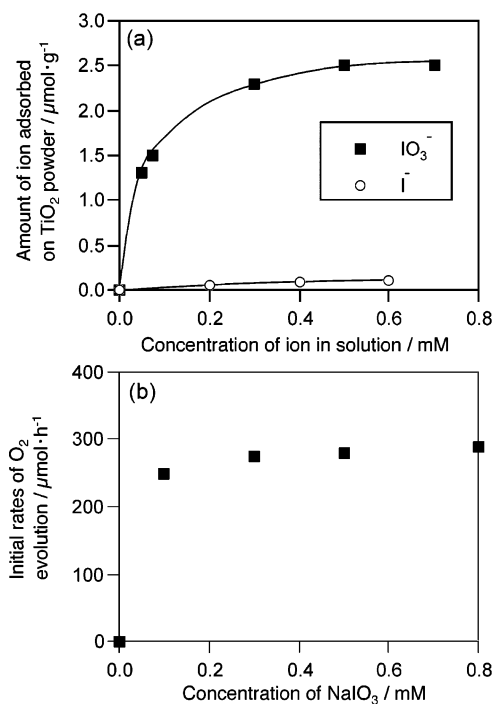 (a)
Amount of ion adsorbed
on TiO₂ powder / μmol·g⁻¹
3.0
2.5
2.0
1.5
1.0
0.5
0.0
IO₃⁻
I⁻
0.0 0.2 0.4 0.6 0.8
Concentration of ion in solution / mM
(b)
Initial rates of O₂
evolution / μmol·h⁻¹
400
300
200
100
0
0.0 0.2 0.4 0.6 0.8
Concentration of NaIO₃ / mM